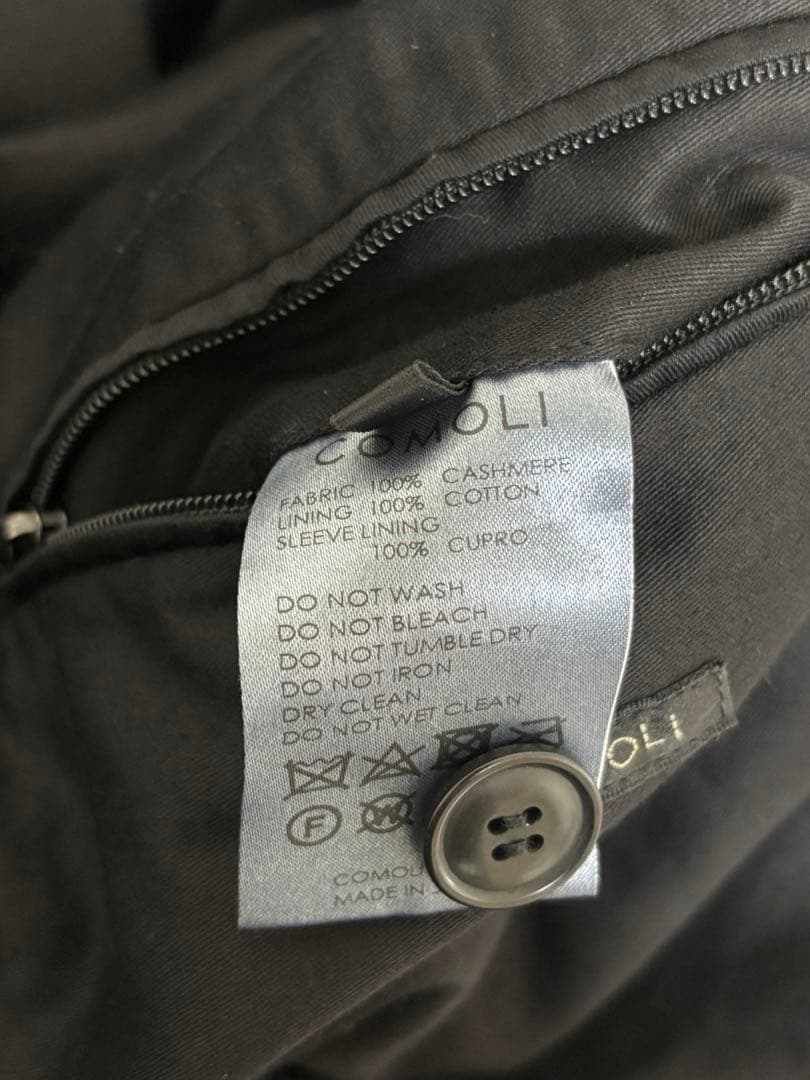 COMOLI
FABRIC 100% CASHMERE
LINING 100% COTTON
SLEEVE LINING
100% CUPRO
DO NOT WASH
DO NOT BLEACH
DO NOT TUMBLE DRY
DO NOT IRON
DRY CLEAN
DO NOT WET CLEAN
F
W
OLI
COMOLI
MADE IN